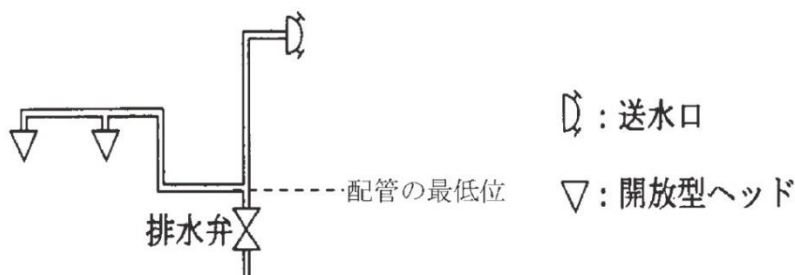 ：送水口
配管の最低位
：開放型ヘッド
排水弁